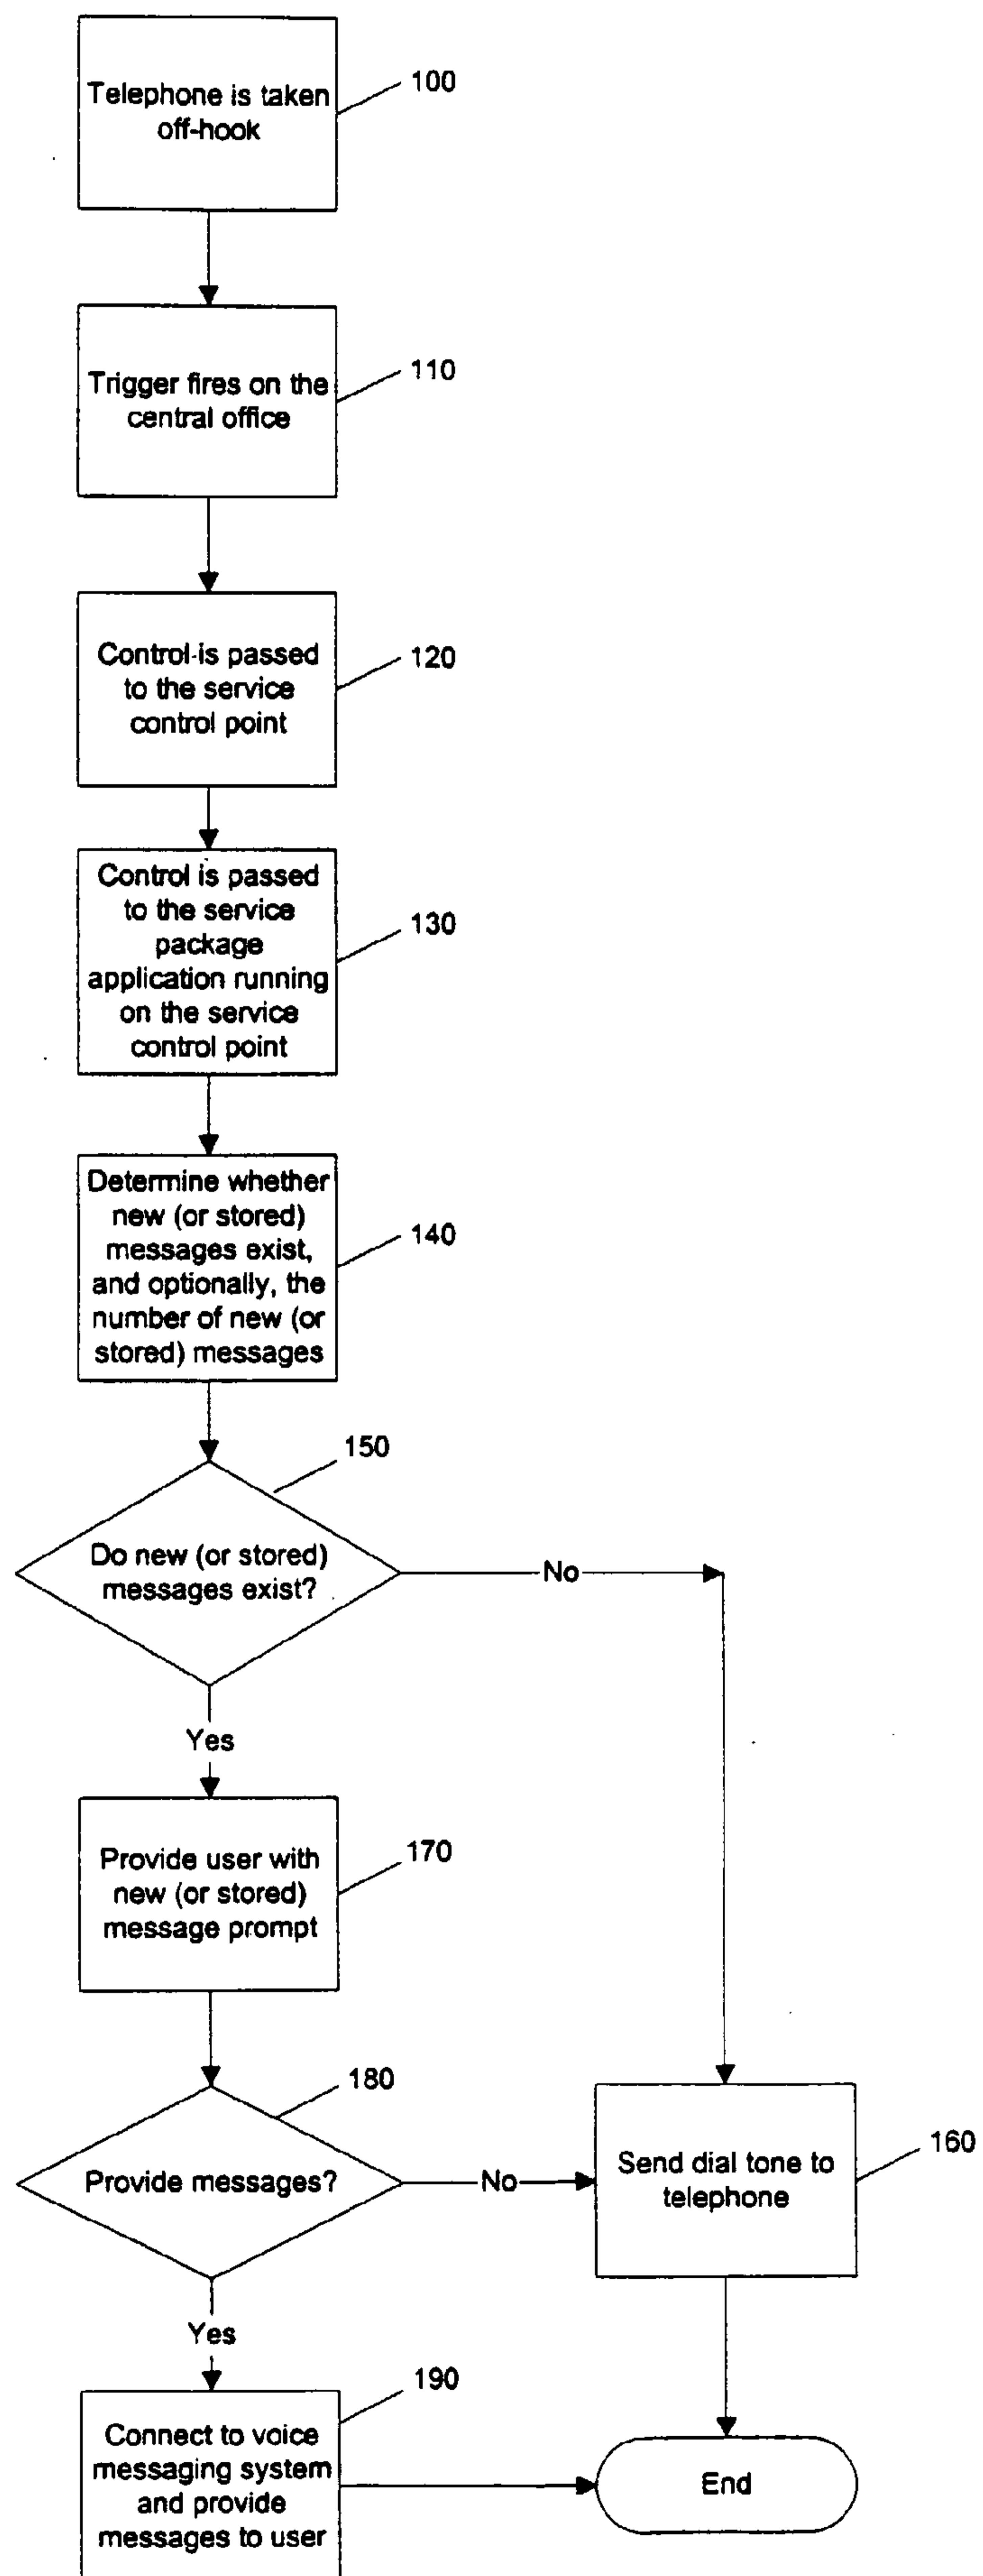 Telephone is taken
off-hook
100
Trigger fires on the
central office
110
Control is passed
to the service
control point
120
Control is passed
to the service
package
application running
on the service
control point
130
Determine whether
new (or stored)
messages exist,
and optionally, the
number of new (or
stored) messages
140
150
Do new (or stored)
messages exist?
No
Yes
Provide user with
new (or stored)
message prompt
170
180
Provide messages?
No
Send dial tone to
telephone
160
Yes
190
Connect to voice
messaging system
and provide
messages to user
End